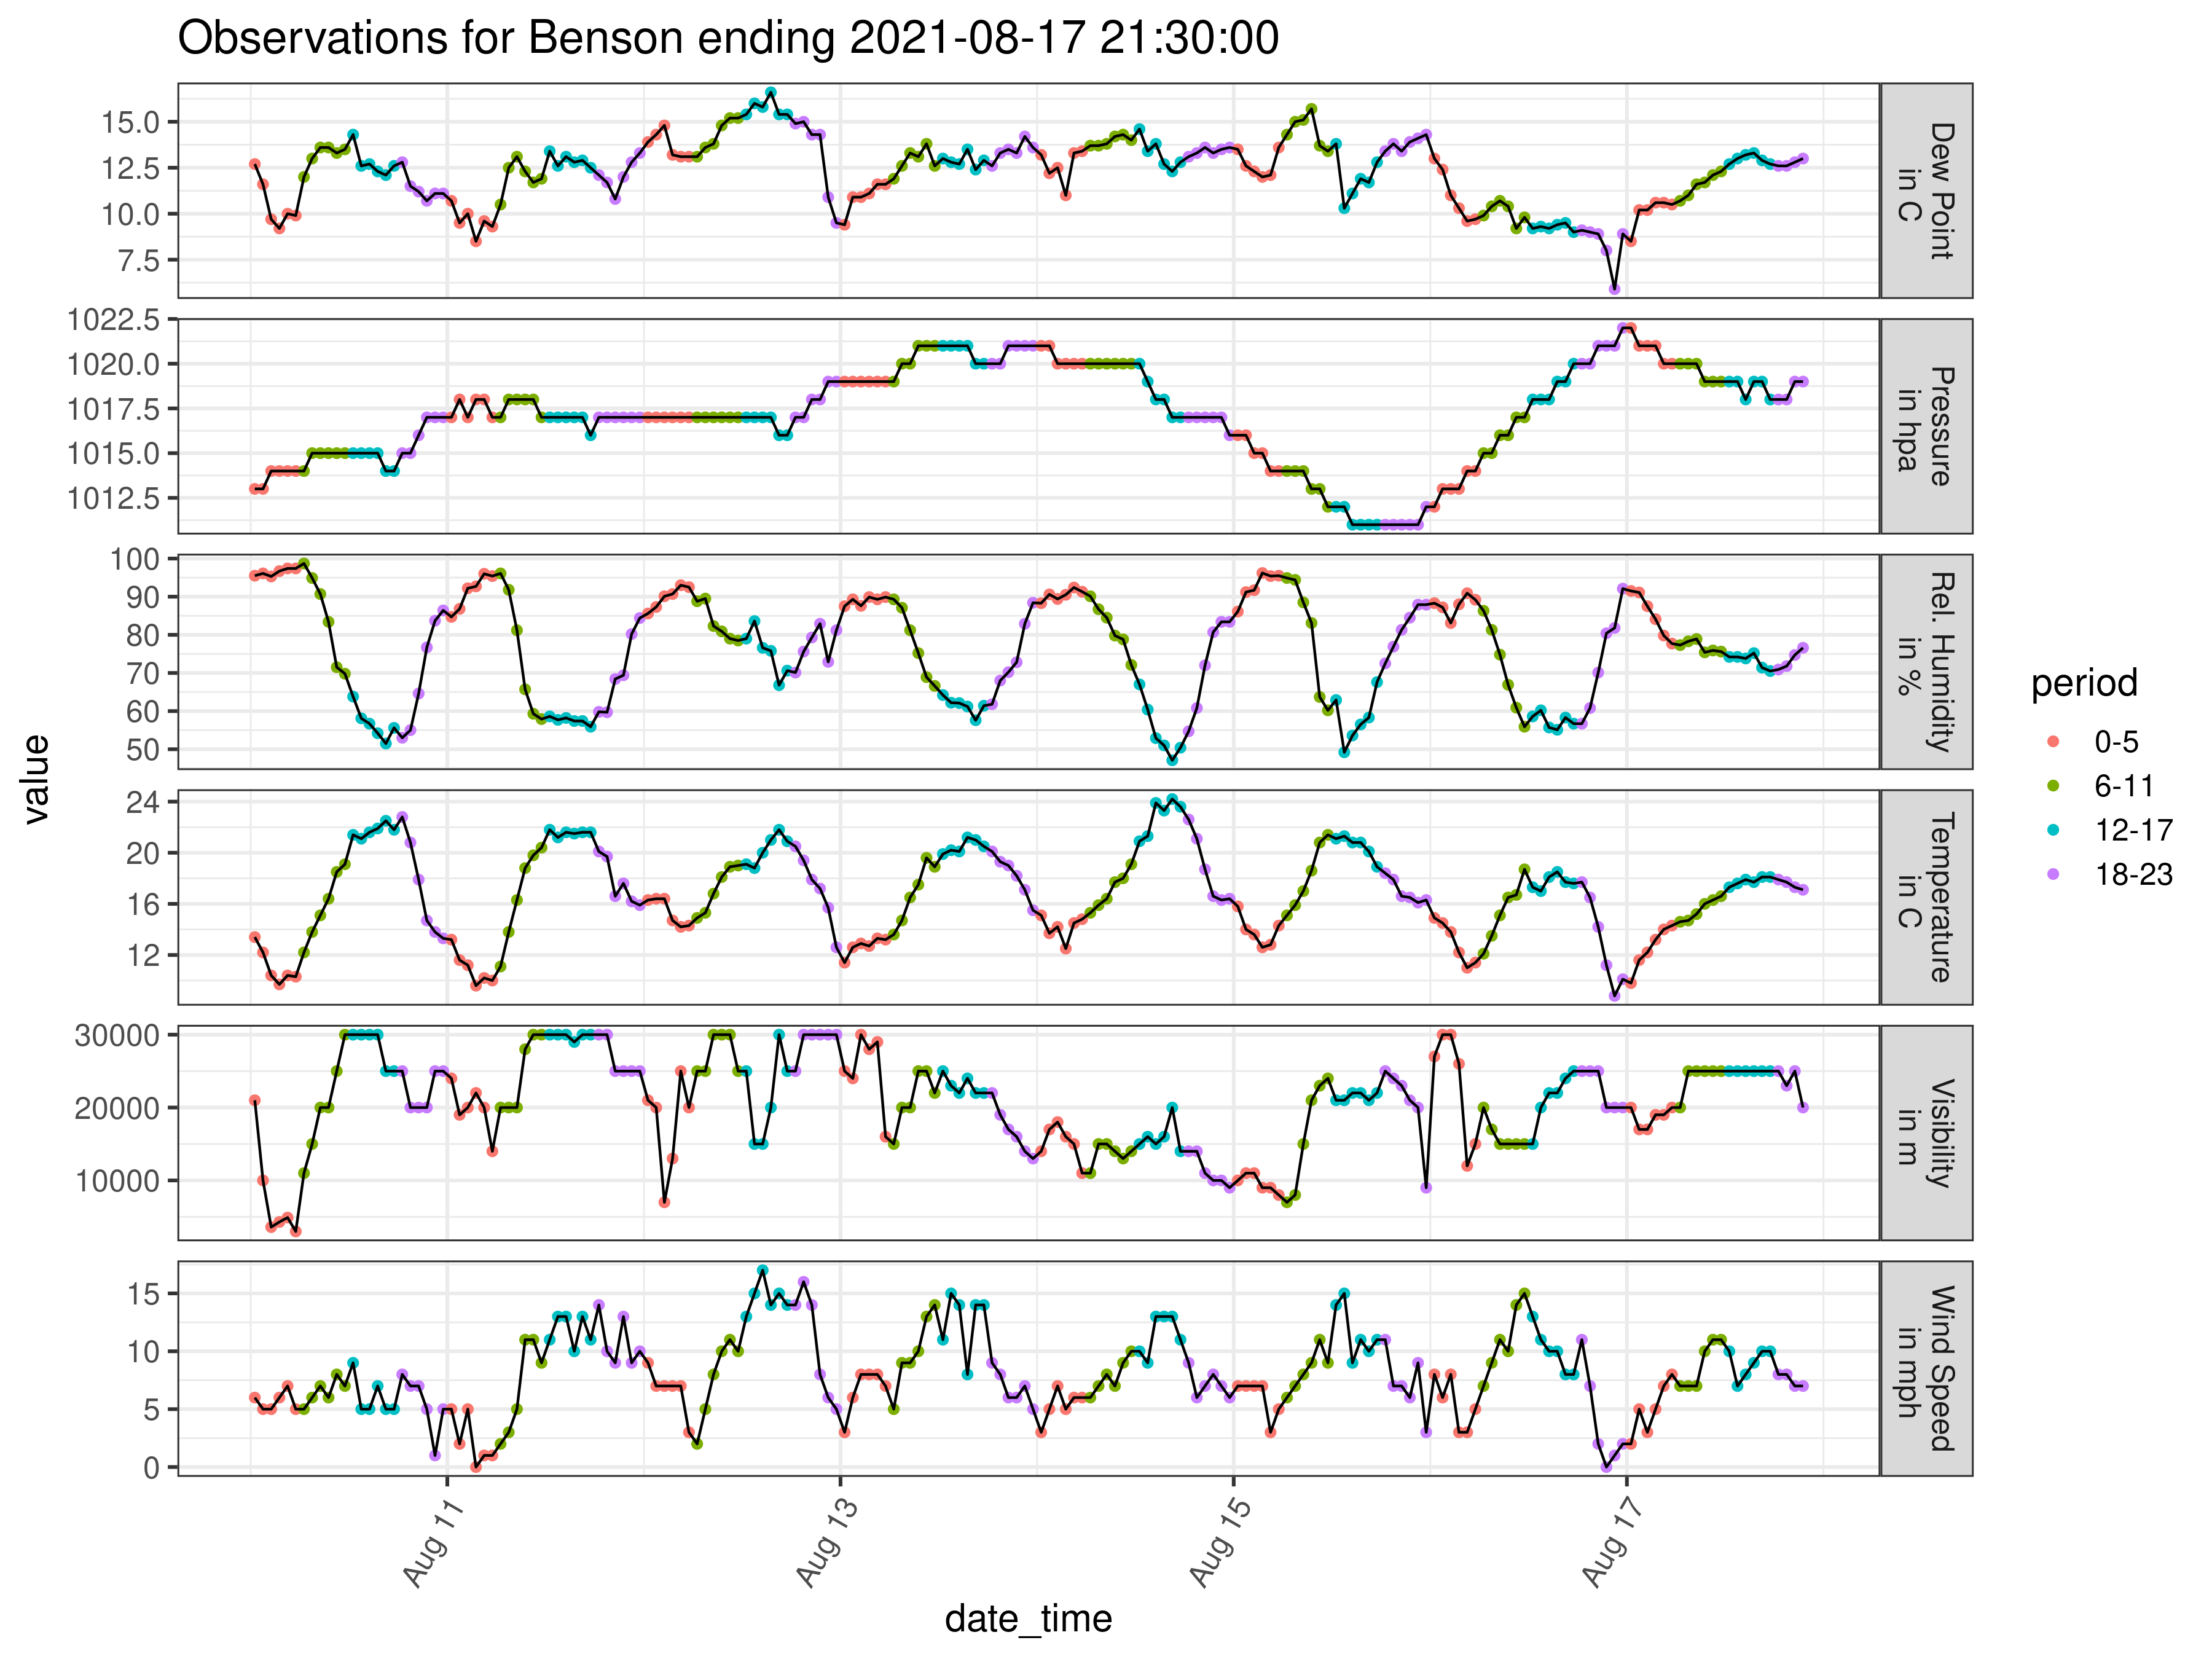 Observations for Benson ending 2021-08-17 21:30:00
15.0
12.5
10.0
7.5
Dew Point
in C
1022.5
1020.0
1017.5
1015.0
1012.5
Pressure
in hpa
100
90
80
70
60
50
Rel. Humidity
in %
24
20
16
12
Temperature
in C
30000
20000
10000
Visibility
in m
15
10
5
0
Wind Speed
in mph
value
Aug 11
Aug 13
Aug 15
Aug 17
date_time
period
0-5
6-11
12-17
18-23